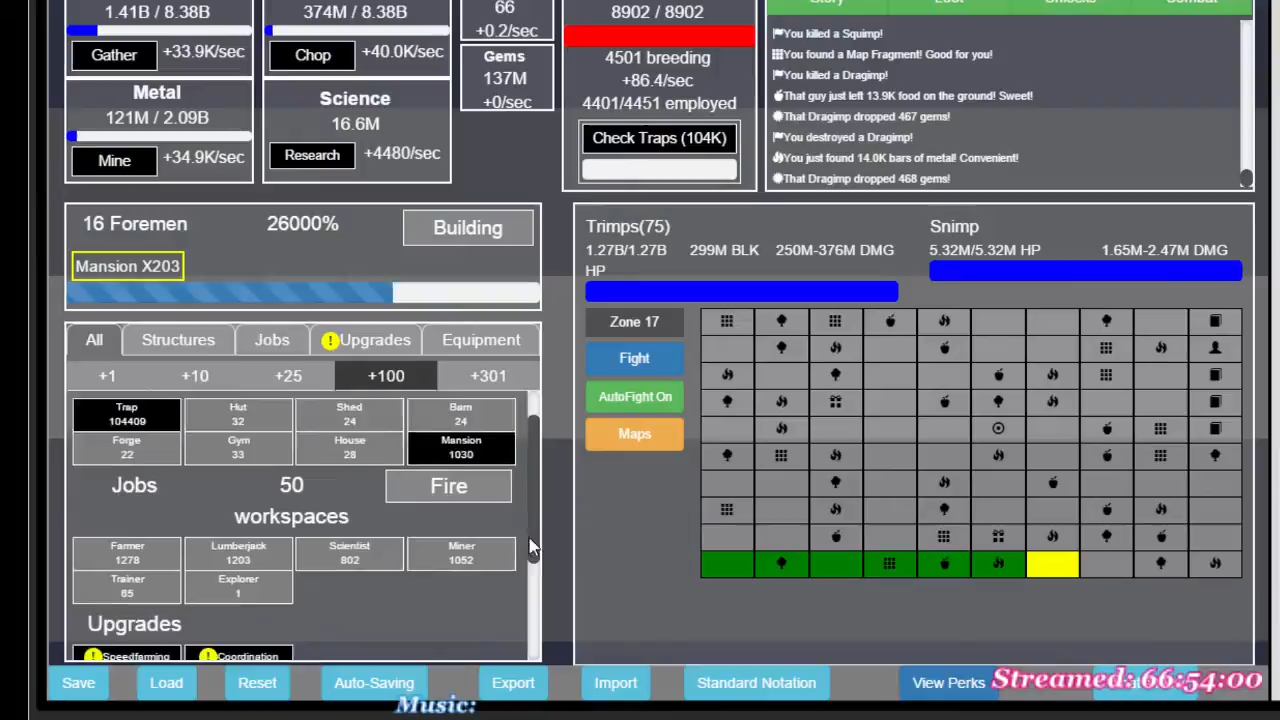 1.41B / 8.38B
Gather
+33.9K/sec
374M / 8.38B
Chop
+40.0K/sec
66
+0.2/sec
Gems
137M
+0/sec
Metal
121M / 2.09B
Mine
+34.9K/sec
Science
16.6M
Research
+4480/sec
8902 / 8902
4501 breeding
+86.4/sec
4401/4451 employed
Check Traps (104K)
You killed a Squimp!
You found a Map Fragment! Good for you!
You killed a Dragimp!
That guy just left 13.9K food on the ground! Sweet!
That Dragimp dropped 467 gems!
You destroyed a Dragimp!
You just found 14.0K bars of metal! Convenient!
That Dragimp dropped 468 gems!
16 Foremen
26000%
Building
Mansion X203
All
Structures
Jobs
! Upgrades
Equipment
+1
+10
+25
+100
+301
Trap
104409
Hut
32
Shed
24
Barn
24
Forge
22
Gym
33
House
28
Mansion
1030
Jobs
50
Fire
workspaces
Farmer
1278
Lumberjack
1203
Scientist
802
Miner
1052
Trainer
65
Explorer
1
Upgrades
! Speedfarming
! Coordination
Trimps(75)
1.27B/1.27B
HP
299M BLK
250M-376M DMG
Snimp
5.32M/5.32M HP
1.65M-2.47M DMG
Zone 17
Fight
AutoFight On
Maps
Save
Load
Reset
Auto-Saving
Export
Import
Standard Notation
View Perks
Streamed: 66:54:00
Music: